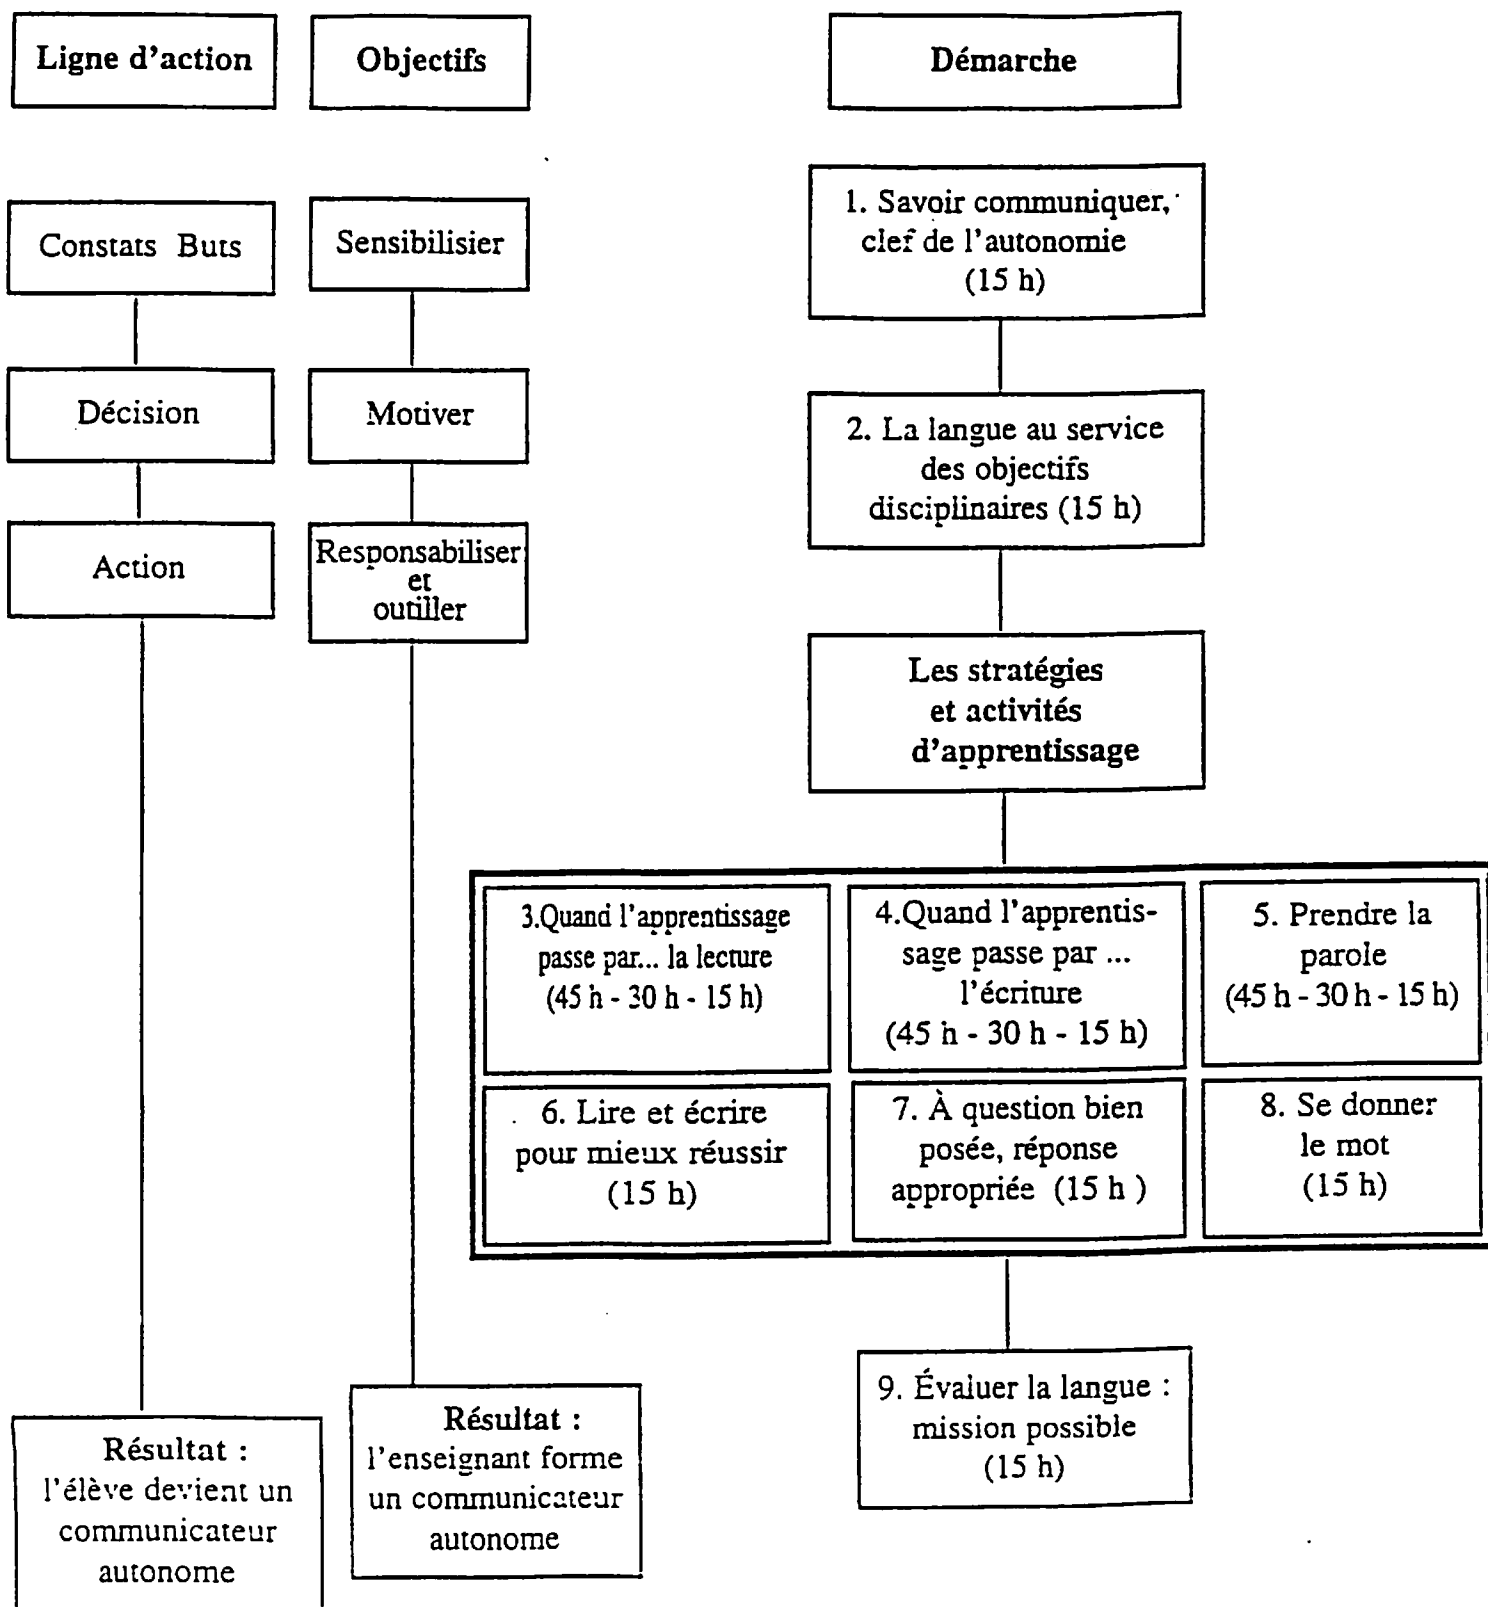 Ligne d'action
Objectifs
Démarche
Constats Buts
Décision
Action
Résultat :
l'élève devient un
communicateur
autonome
Sensibilisier
Motiver
Responsabiliser
et
outiller
Résultat :
l'enseignant forme
un communicateur
autonome
1. Savoir communiquer,
clef de l'autonomie
(15 h)
2. La langue au service
des objectifs
disciplinaires (15 h)
Les stratégies
et activités
d'apprentissage
3.Quand l'apprentissage
passe par... la lecture
(45 h - 30 h - 15 h)
4.Quand l'apprentis-
sage passe par ...
l'écriture
(45 h - 30 h - 15 h)
5. Prendre la
parole
(45 h - 30 h - 15 h)
6. Lire et écrire
pour mieux réussir
(15 h)
7. À question bien
posée, réponse
appropriée (15 h )
8. Se donner
le mot
(15 h)
9. Évaluer la langue :
mission possible
(15 h)